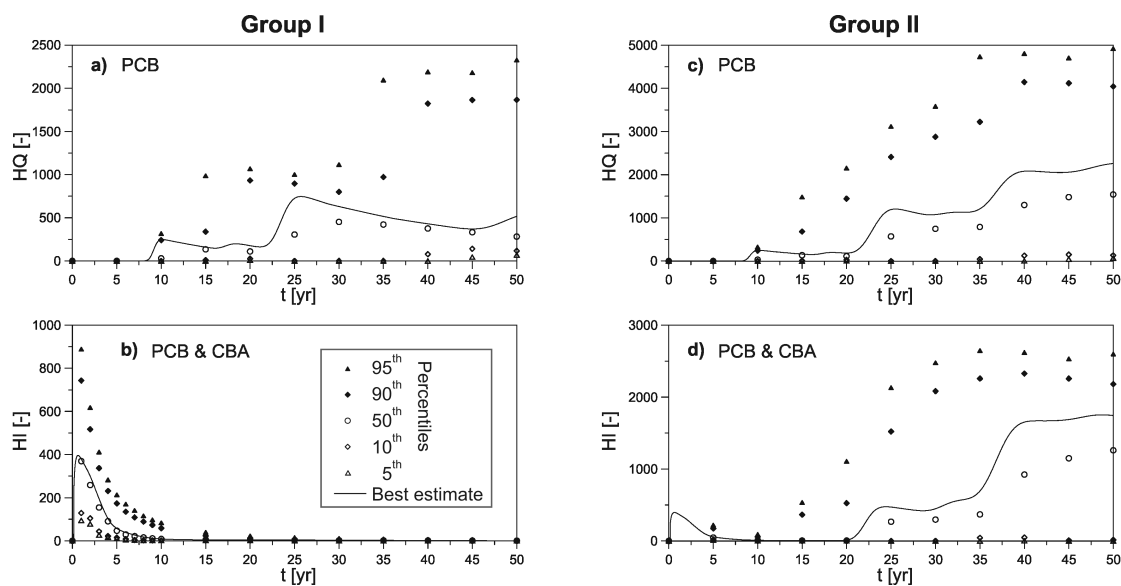 Group I
Group II
2500
2000
1500
1000
500
0
HQ [-]
a) PCB
0 5 10 15 20 25 30 35 40 45 50
t [yr]
5000
4000
3000
2000
1000
0
HQ [-]
c) PCB
0 5 10 15 20 25 30 35 40 45 50
t [yr]
1000
800
600
400
200
0
HI [-]
b) PCB & CBA
95th
90th
50th
10th
5th
Percentiles
Best estimate
0 5 10 15 20 25 30 35 40 45 50
t [yr]
3000
2000
1000
0
HI [-]
d) PCB & CBA
0 5 10 15 20 25 30 35 40 45 50
t [yr]